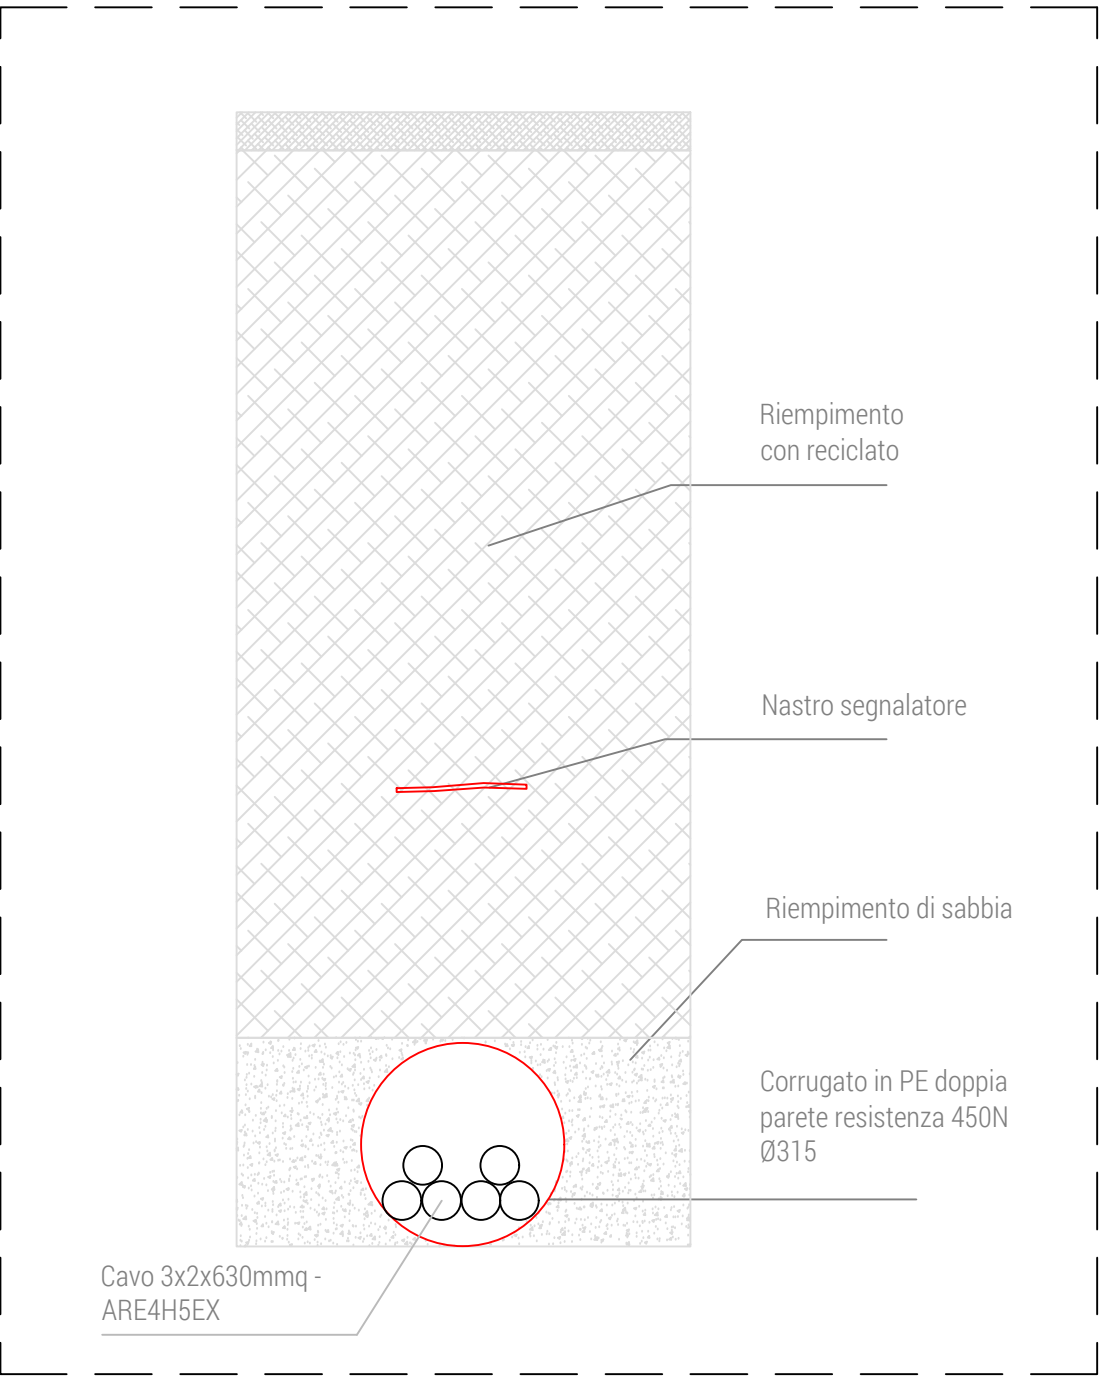 Riempimento
con reciclato
Nastro segnalatore
Riempimento di sabbia
Corrugato in PE doppia
parete resistenza 450N
Ø315
Cavo 3x2x630mmq -
ARE4H5EX